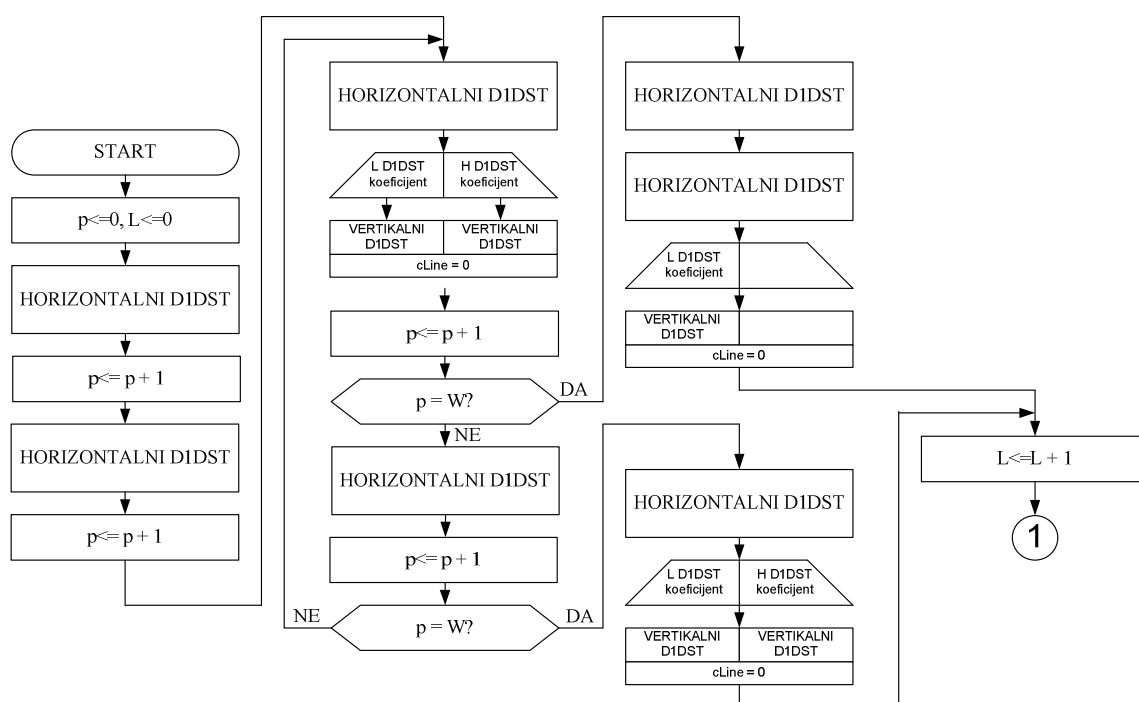 START
p<=0, L<=0
HORIZONTALNI D1DST
p<= p + 1
HORIZONTALNI D1DST
p<= p + 1
HORIZONTALNI D1DST
L D1DST
koeficijent
H D1DST
koeficijent
VERTIKALNI
D1DST
VERTIKALNI
D1DST
cLine = 0
p<= p + 1
p = W?
DA
NE
HORIZONTALNI D1DST
p<= p + 1
p = W?
NE
DA
HORIZONTALNI D1DST
HORIZONTALNI D1DST
L D1DST
koeficijent
VERTIKALNI
D1DST
cLine = 0
HORIZONTALNI D1DST
L D1DST
koeficijent
H D1DST
koeficijent
VERTIKALNI
D1DST
VERTIKALNI
D1DST
cLine = 0
L<=L + 1
1